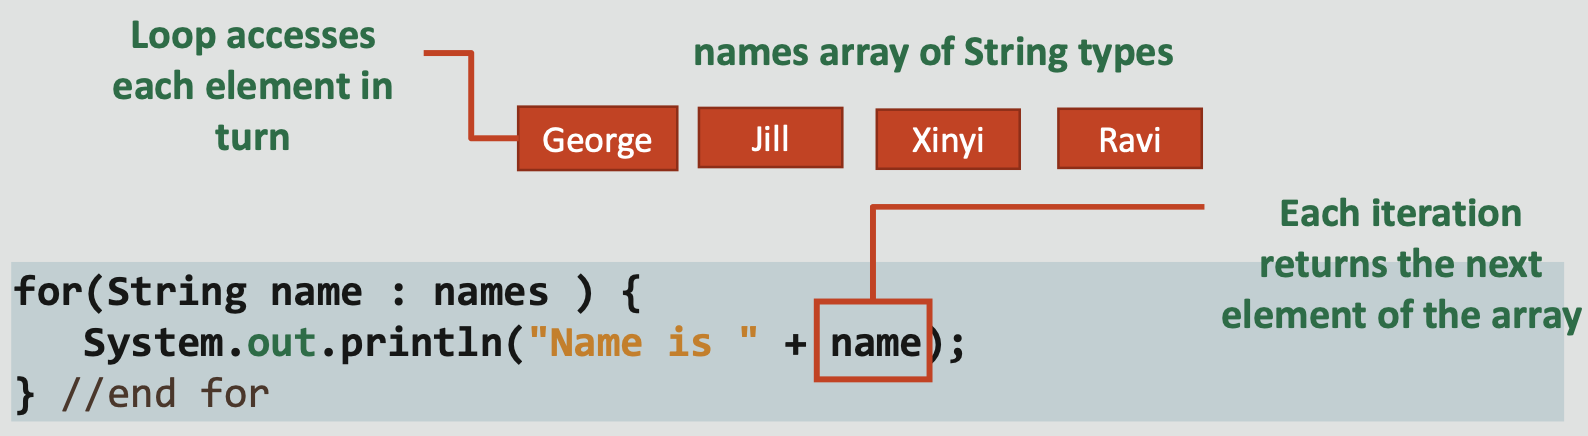 Loop accesses
each element in
turn
names array of String types
George
Jill
Xinyi
Ravi
Each iteration
returns the next
element of the array
for(String name : names ) {
   System.out.println("Name is " + name);
} //end for